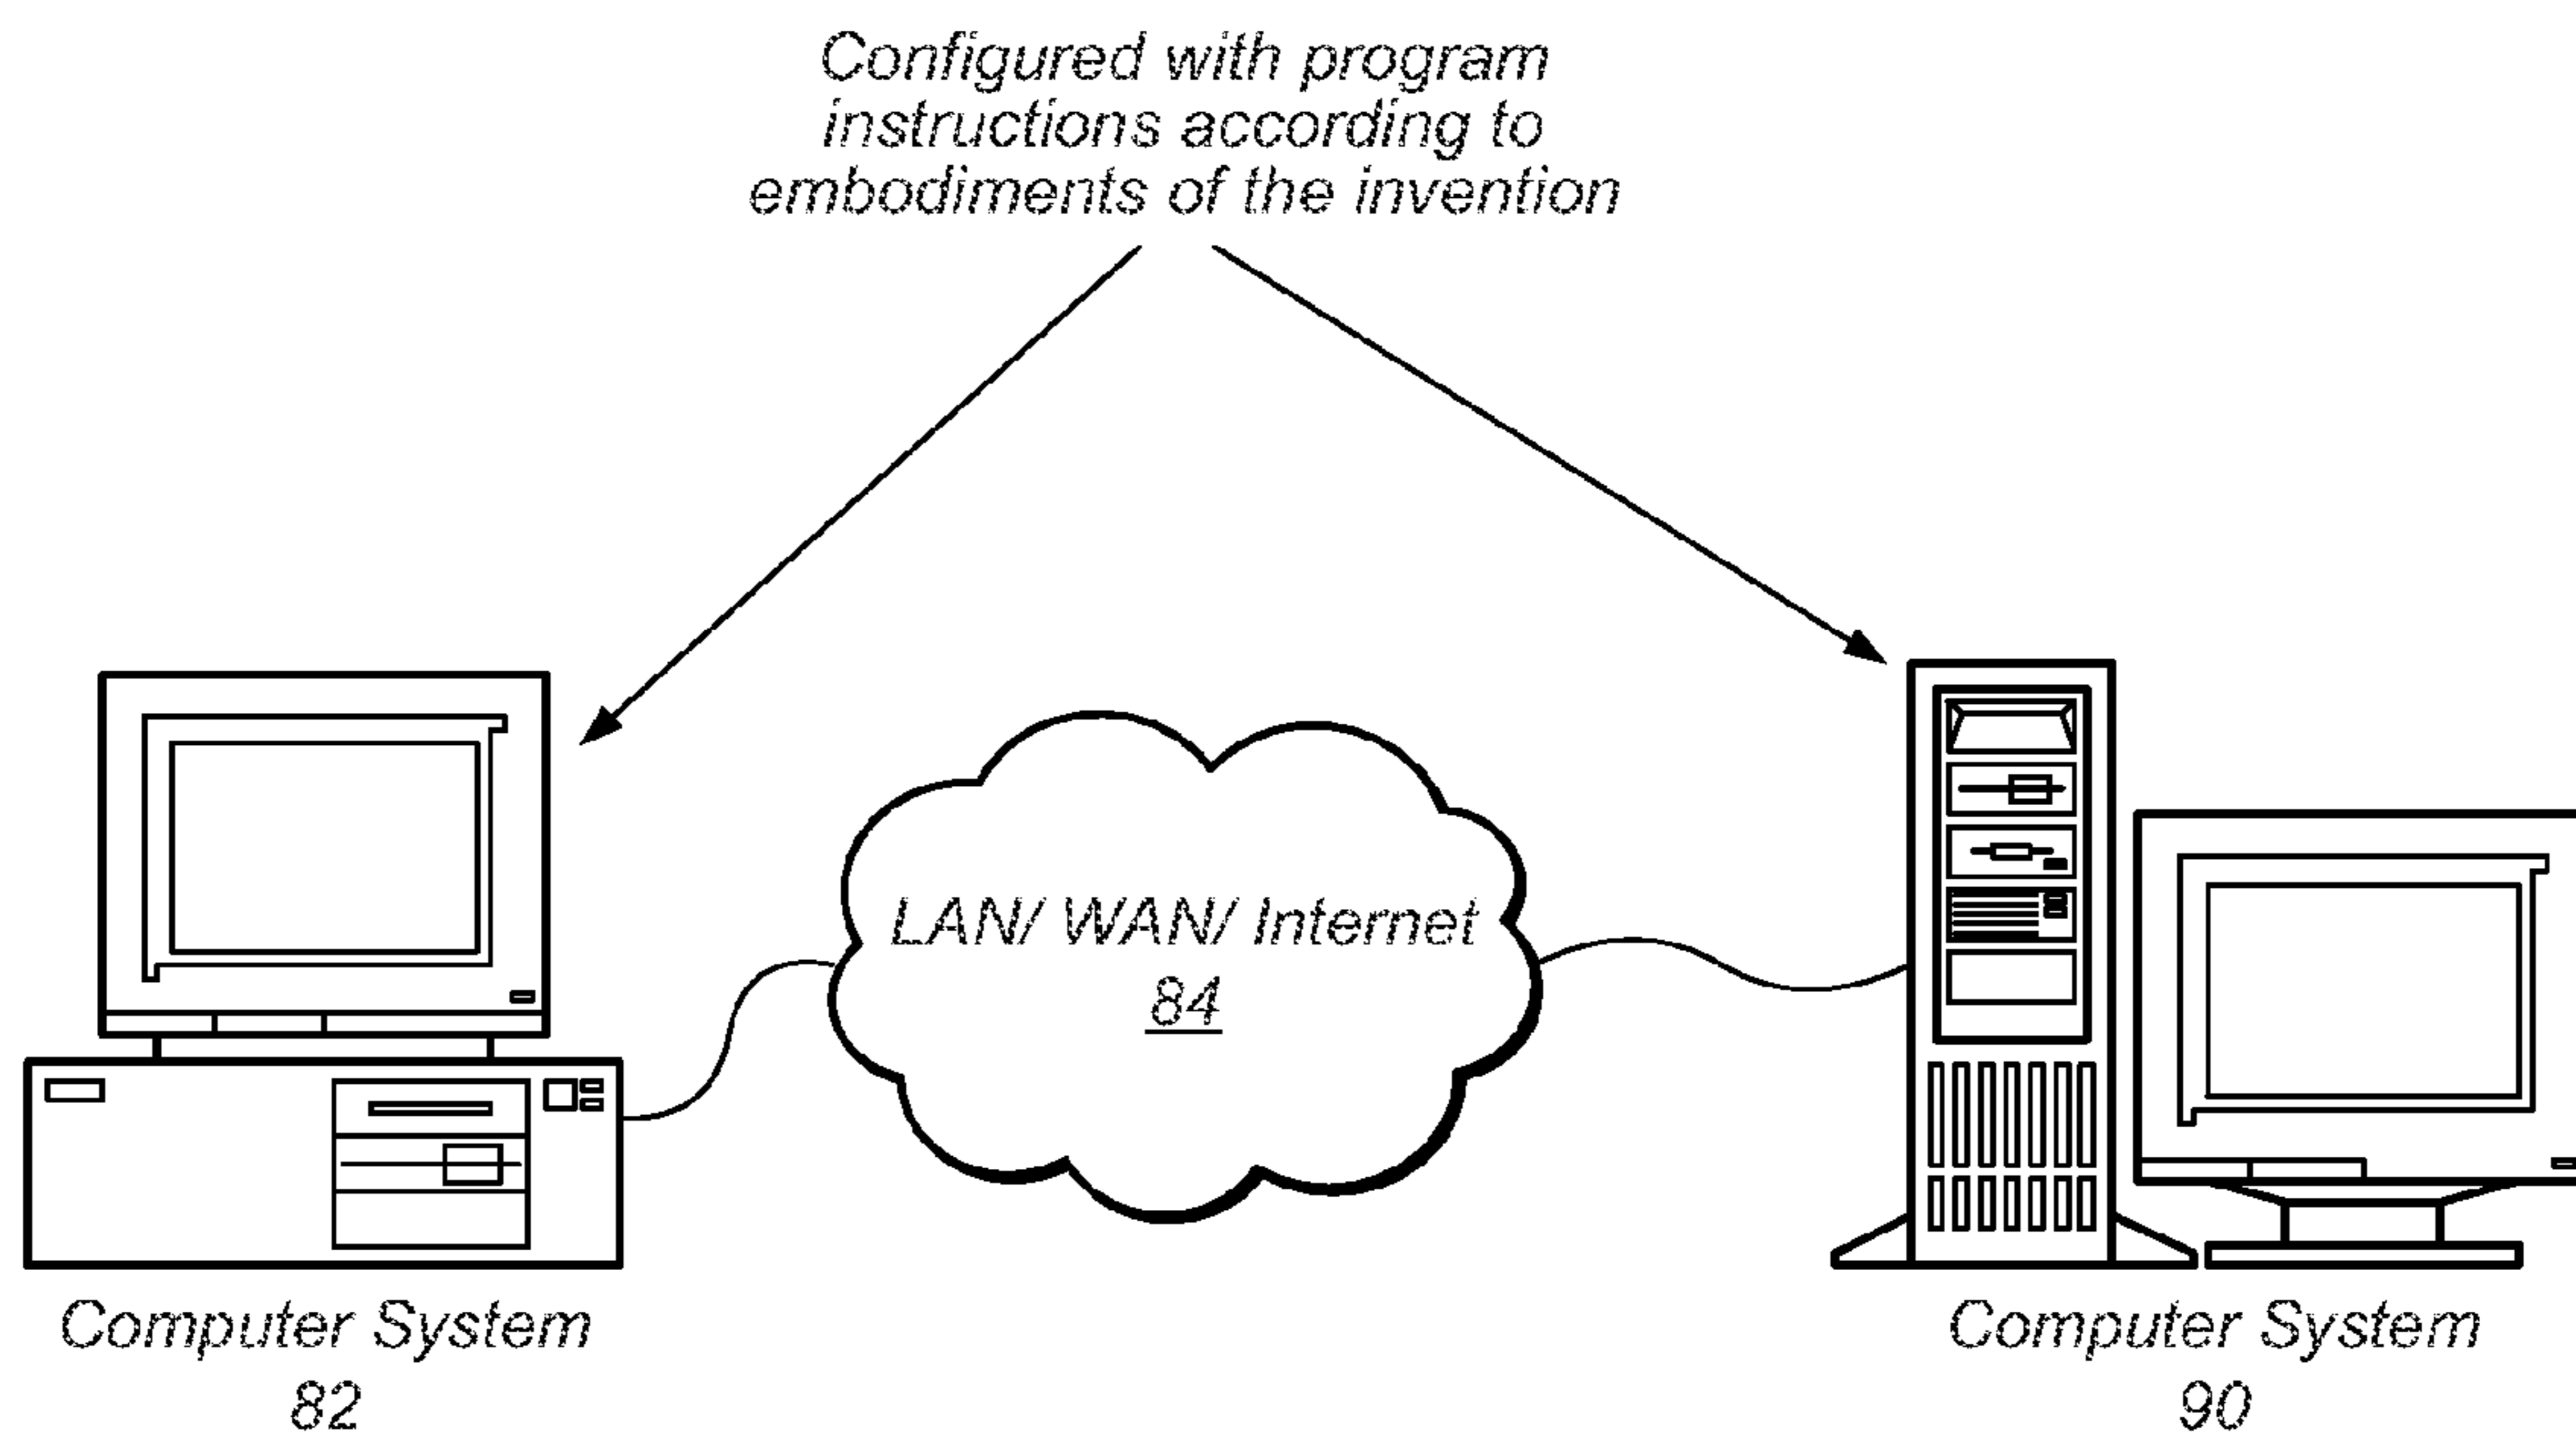 Configured with program
instructions according to
embodiments of the invention
LAN/ WAN/ Internet
84
Computer System
82
Computer System
90